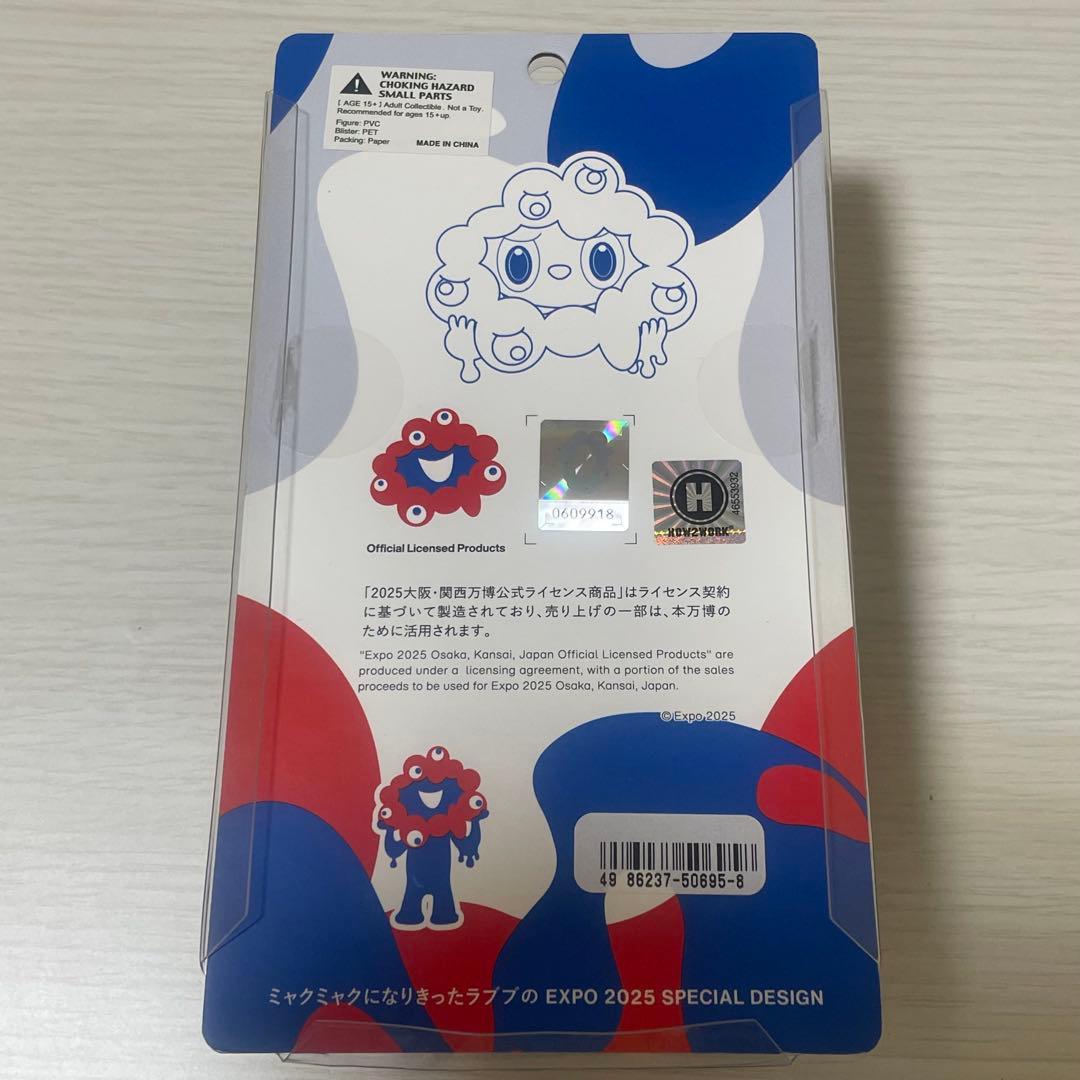 WARNING:
CHOKING HAZARD
SMALL PARTS
[ AGE 15+ ] Adult Collectible. Not a Toy.
Recommended for ages 15+up.
Figure: PVC
Blister: PET
Packing: Paper
MADE IN CHINA
0609918
H
HOW2WORK®
46553932
Official Licensed Products
「2025大阪・関西万博公式ライセンス商品」はライセンス契約
に基づいて製造されており、売り上げの一部は、本万博の
ために活用されます。
"Expo 2025 Osaka, Kansai, Japan Official Licensed Products" are
produced under a licensing agreement, with a portion of the sales
proceeds to be used for Expo 2025 Osaka, Kansai, Japan.
©Expo 2025
49 86237-50695-8
ミャクミャクになりきったラブブの EXPO 2025 SPECIAL DESIGN